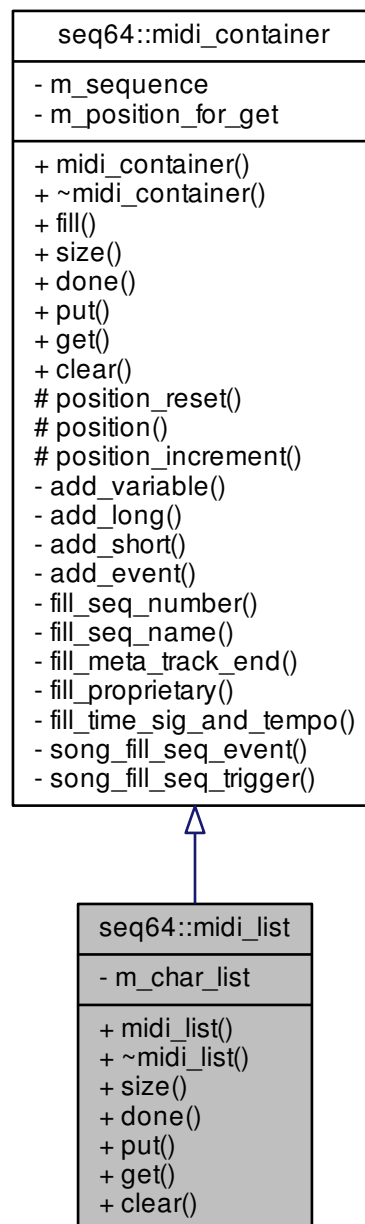 seq64::midi_container
- m_sequence
- m_position_for_get
+ midi_container()
+ ~midi_container()
+ fill()
+ size()
+ done()
+ put()
+ get()
+ clear()
# position_reset()
# position()
# position_increment()
- add_variable()
- add_long()
- add_short()
- add_event()
- fill_seq_number()
- fill_seq_name()
- fill_meta_track_end()
- fill_proprietary()
- fill_time_sig_and_tempo()
- song_fill_seq_event()
- song_fill_seq_trigger()
seq64::midi_list
- m_char_list
+ midi_list()
+ ~midi_list()
+ size()
+ done()
+ put()
+ get()
+ clear()